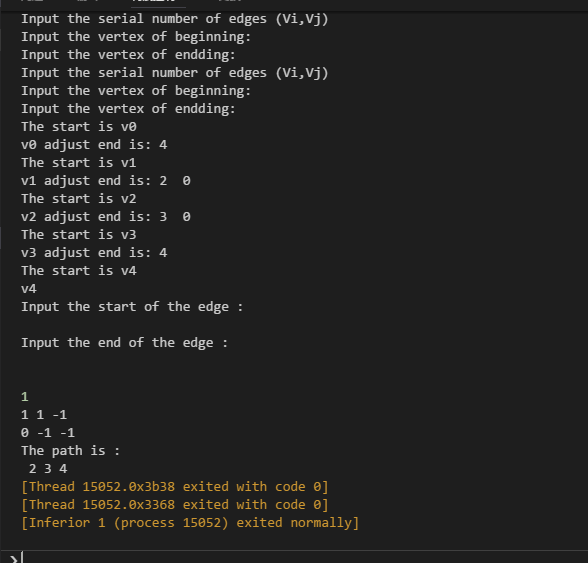 Input the serial number of edges (Vi,Vj)
Input the vertex of beginning:
Input the vertex of endding:
Input the serial number of edges (Vi,Vj)
Input the vertex of beginning:
Input the vertex of endding:
The start is v0
v0 adjust end is: 4
The start is v1
v1 adjust end is: 2  0
The start is v2
v2 adjust end is: 3  0
The start is v3
v3 adjust end is: 4
The start is v4
v4
Input the start of the edge :
Input the end of the edge :
1
1 1 -1
0 -1 -1
The path is :
 2 3 4
[Thread 15052.0x3b38 exited with code 0]
[Thread 15052.0x3368 exited with code 0]
[Inferior 1 (process 15052) exited normally]